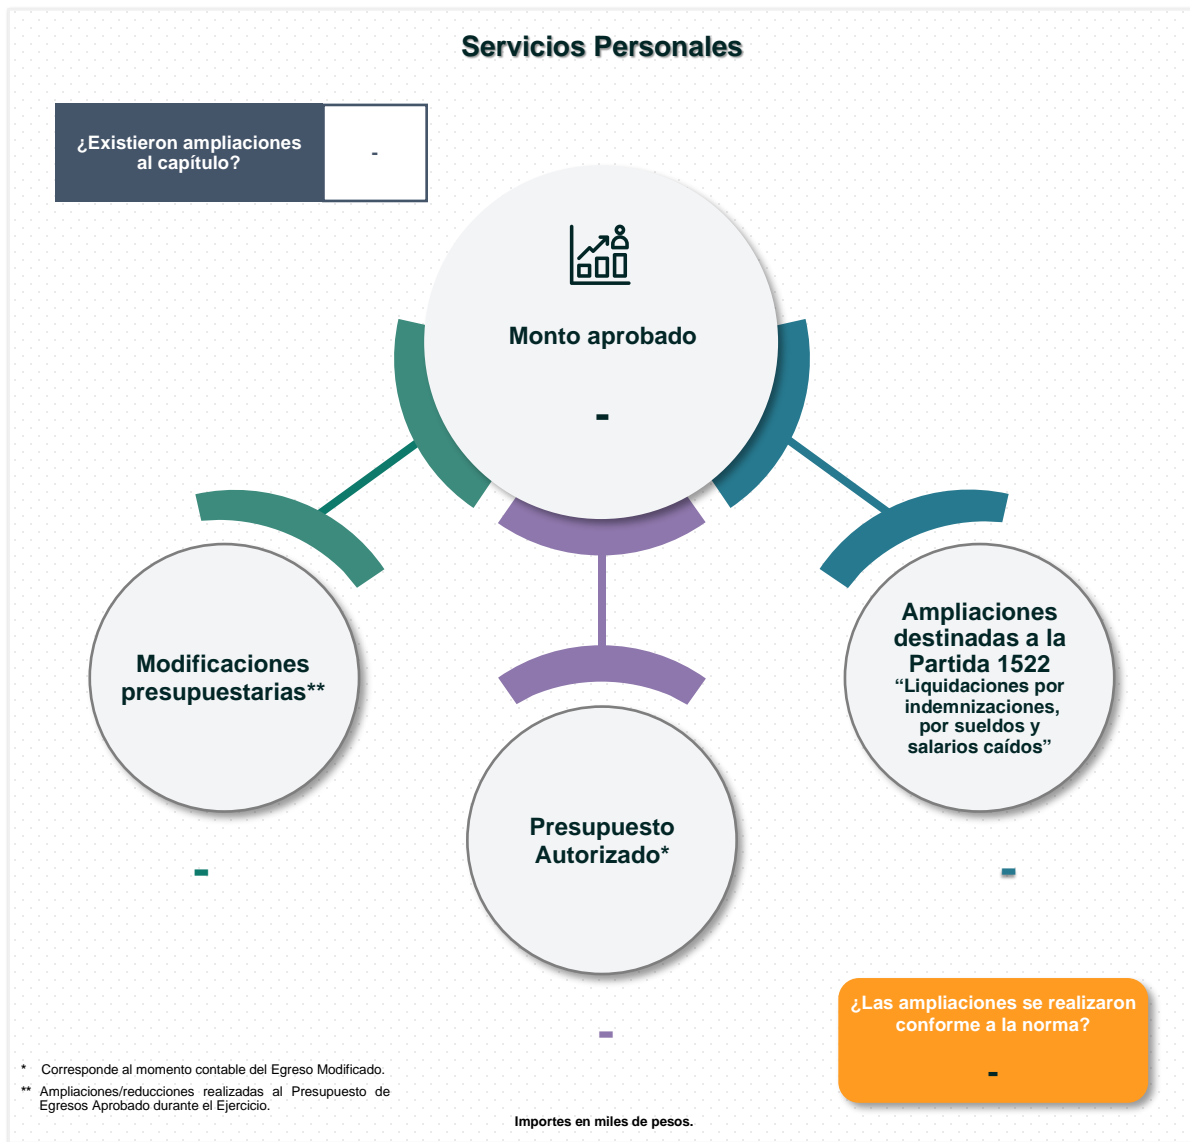 Servicios Personales
¿Existieron ampliaciones
al capítulo?
-
Monto aprobado
-
Modificaciones
presupuestarias**
-
Presupuesto
Autorizado*
-
Ampliaciones
destinadas a la
Partida 1522
“Liquidaciones por
indemnizaciones,
por sueldos y
salarios caídos”
-
¿Las ampliaciones se realizaron
conforme a la norma?
-
* Corresponde al momento contable del Egreso Modificado.
** Ampliaciones/reducciones realizadas al Presupuesto de
Egresos Aprobado durante el Ejercicio.
Importes en miles de pesos.